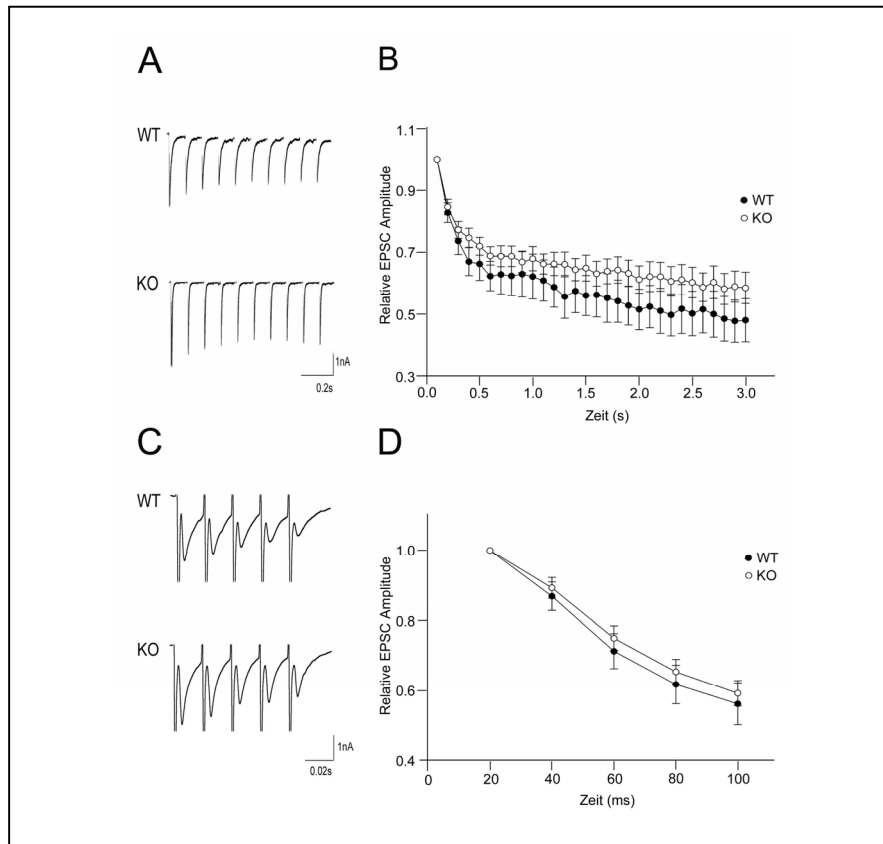 A
WT
KO
1nA
0.2s
B
Relative EPSC Amplitude
1.1
0.9
0.7
0.5
0.3
0.0 0.5 1.0 1.5 2.0 2.5 3.0
Zeit (s)
WT
KO
C
WT
KO
1nA
0.02s
D
Relative EPSC Amplitude
1.0
0.8
0.6
0.4
0 20 40 60 80 100
Zeit (ms)
WT
KO